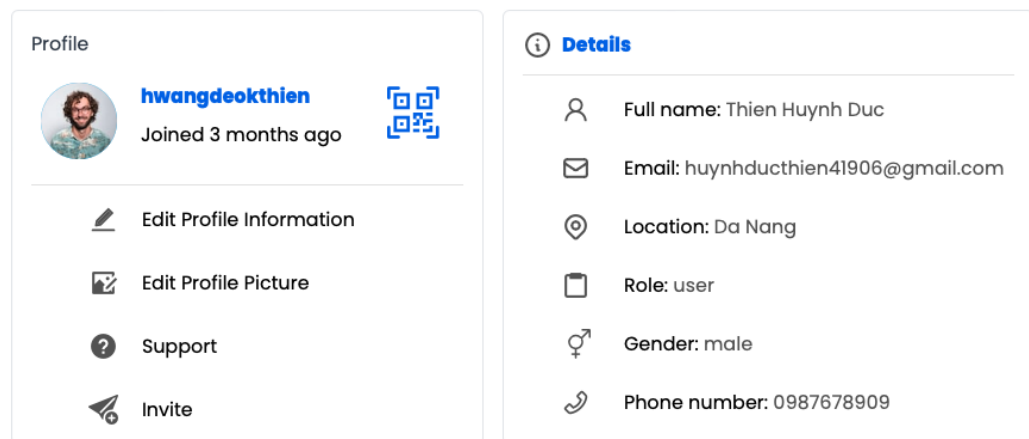 Profile
hwangdeokthien
Joined 3 months ago
Edit Profile Information
Edit Profile Picture
Support
Invite
Details
Full name: Thien Huynh Duc
Email: huynhducthien41906@gmail.com
Location: Da Nang
Role: user
Gender: male
Phone number: 0987678909